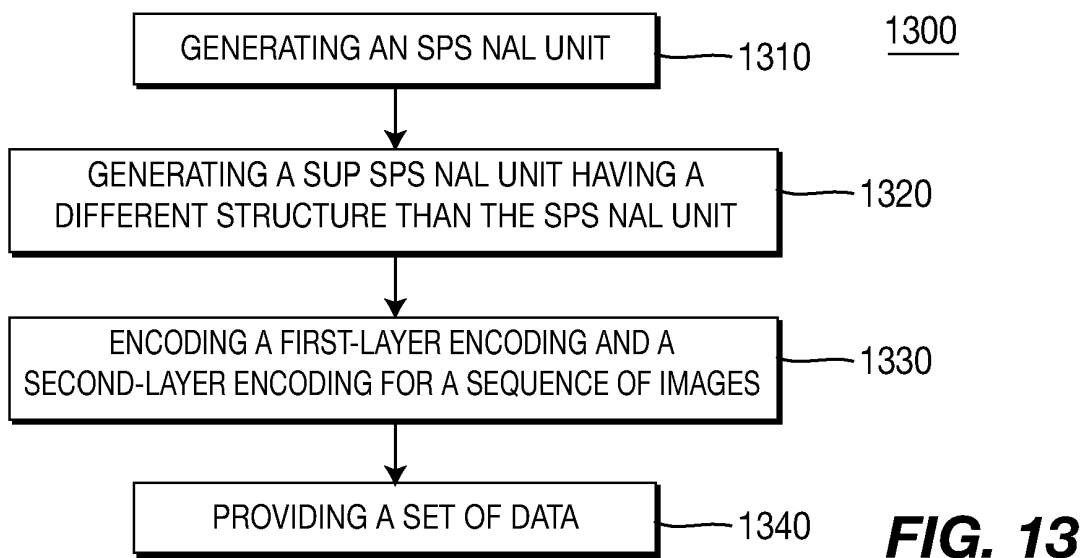 1300
GENERATING AN SPS NAL UNIT
1310
GENERATING A SUP SPS NAL UNIT HAVING A
DIFFERENT STRUCTURE THAN THE SPS NAL UNIT
1320
ENCODING A FIRST-LAYER ENCODING AND A
SECOND-LAYER ENCODING FOR A SEQUENCE OF IMAGES
1330
PROVIDING A SET OF DATA
1340
FIG. 13